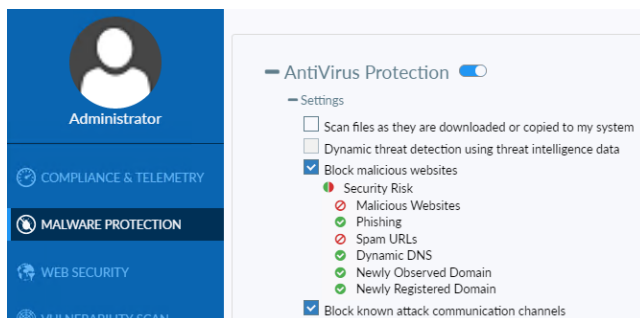 Administrator
COMPLIANCE & TELEMETRY
MALWARE PROTECTION
WEB SECURITY
VULNERABILITY SCAN
AntiVirus Protection
Settings
Scan files as they are downloaded or copied to my system
Dynamic threat detection using threat intelligence data
Block malicious websites
Security Risk
Malicious Websites
Phishing
Spam URLs
Dynamic DNS
Newly Observed Domain
Newly Registered Domain
Block known attack communication channels